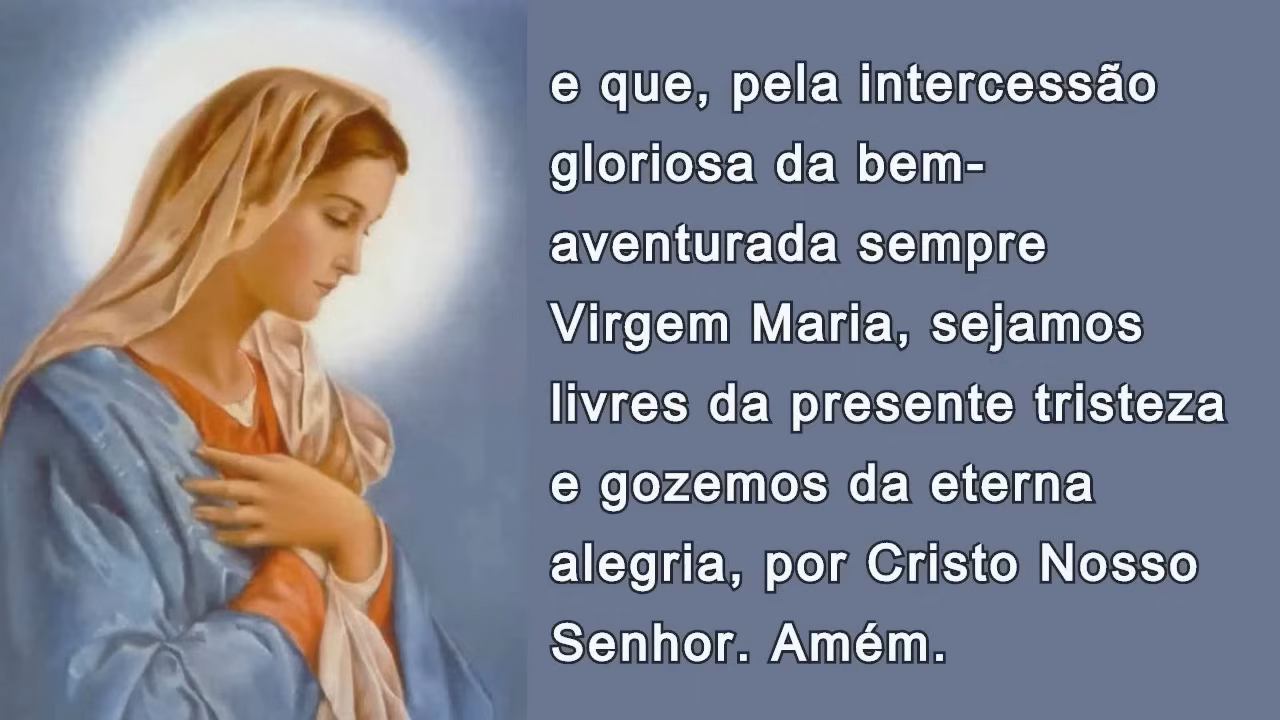 e que, pela intercessão
gloriosa da bem-
aventurada sempre
Virgem Maria, sejamos
livres da presente tristeza
e gozemos da eterna
alegria, por Cristo Nosso
Senhor. Amém.